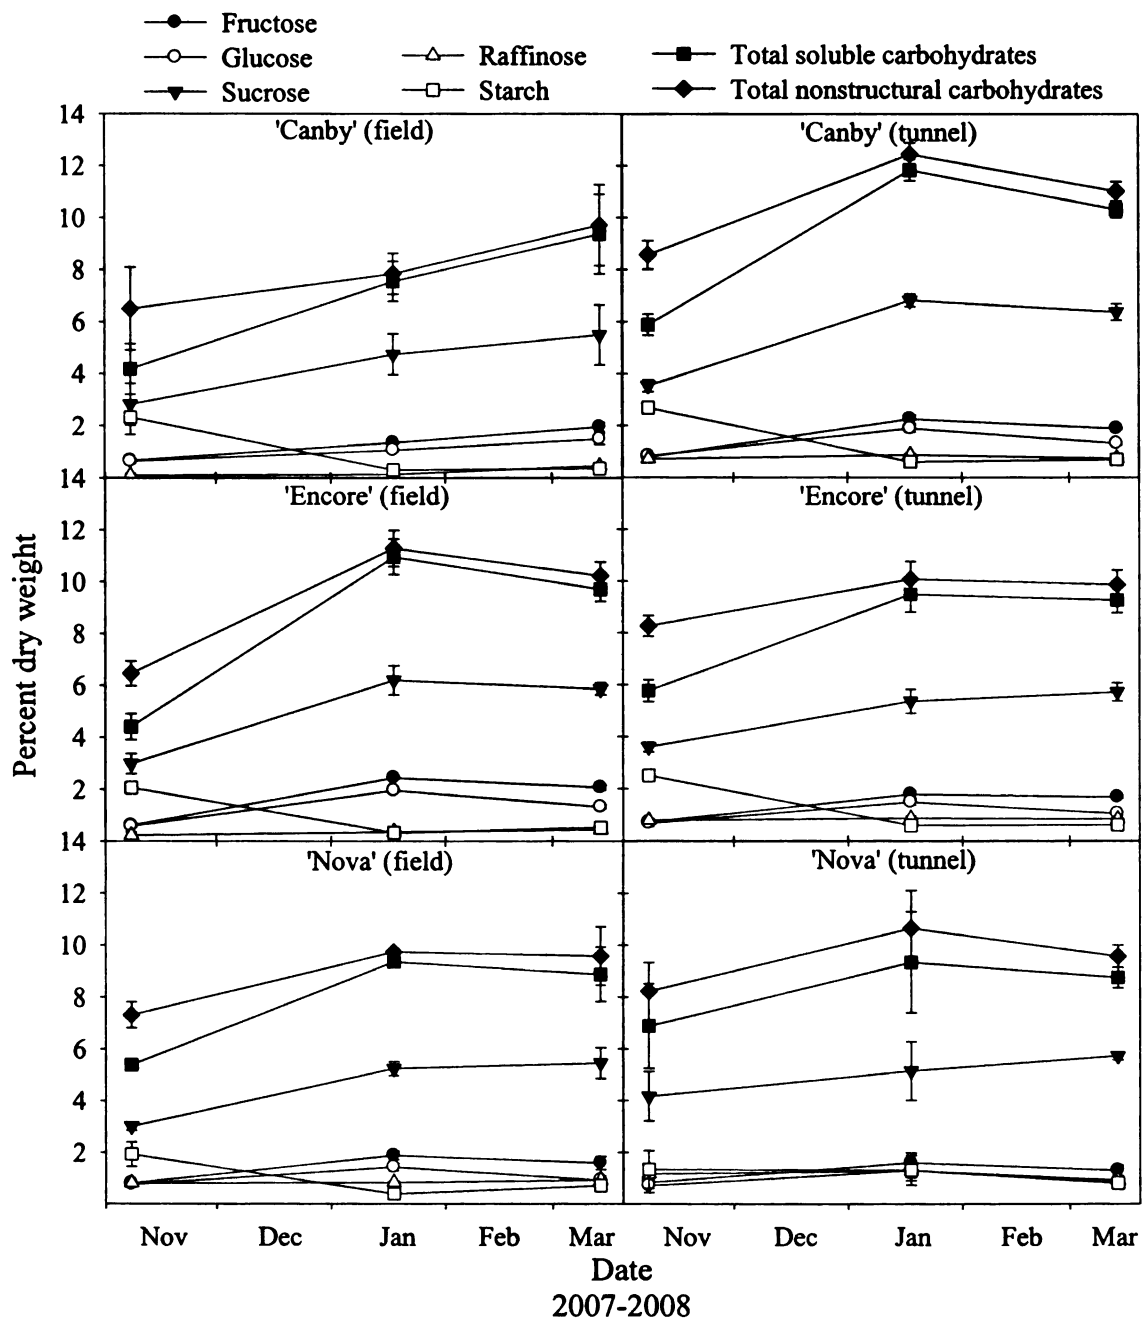 Fructose
Glucose
Sucrose
Raffinose
Starch
Total soluble carbohydrates
Total nonstructural carbohydrates
14
12
10
8
6
4
2
'Canby' (field)
'Canby' (tunnel)
14
12
10
8
6
4
2
'Encore' (field)
'Encore' (tunnel)
14
12
10
8
6
4
2
'Nova' (field)
'Nova' (tunnel)
Percent dry weight
Nov Dec Jan Feb Mar
Nov Dec Jan Feb Mar
Date
2007-2008